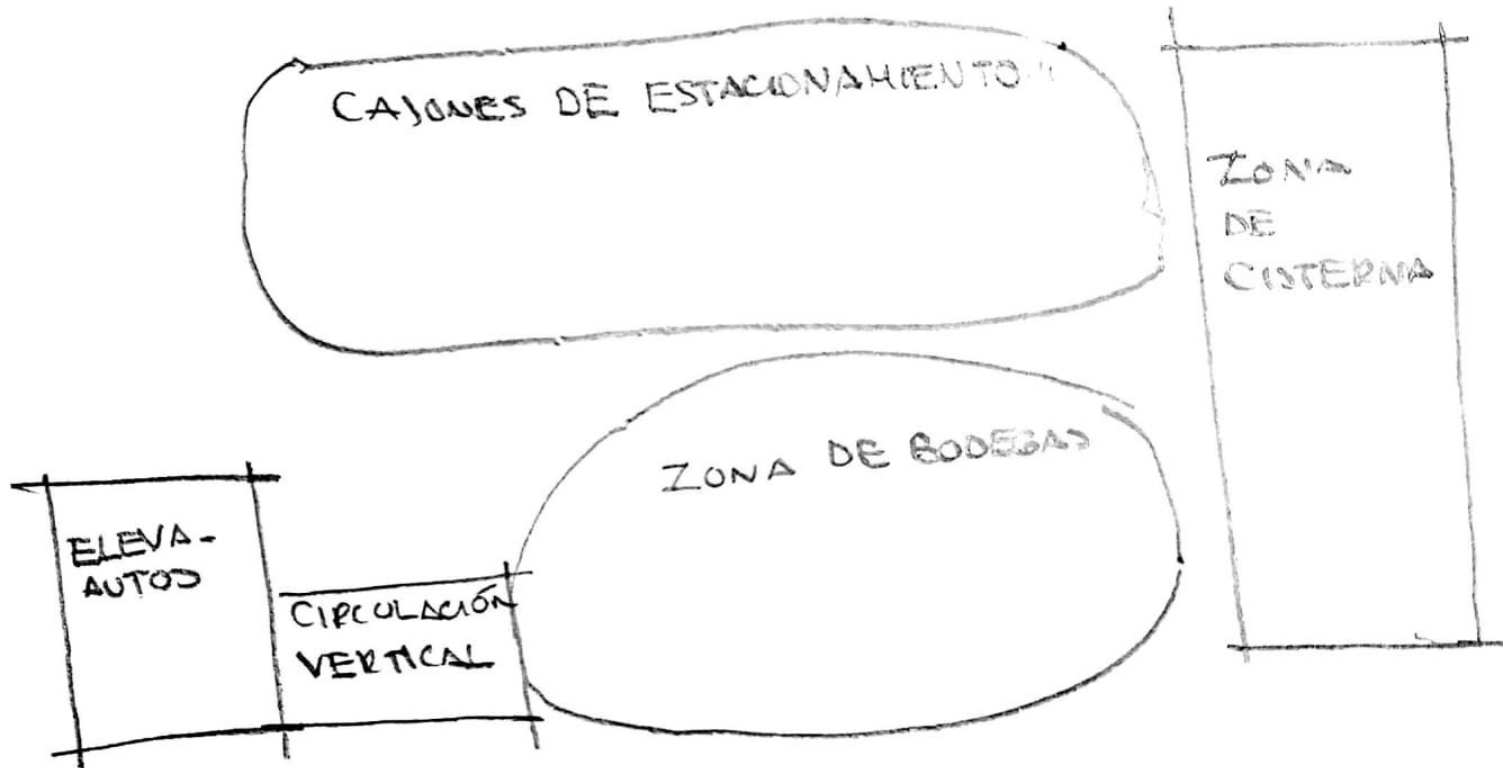 CAJONES DE ESTACIONAMIENTO
ZONA
DE
CISTERNA
ZONA DE BODEGAS
ELEVA-
AUTOS
CIRCULACIÓN
VERTICAL